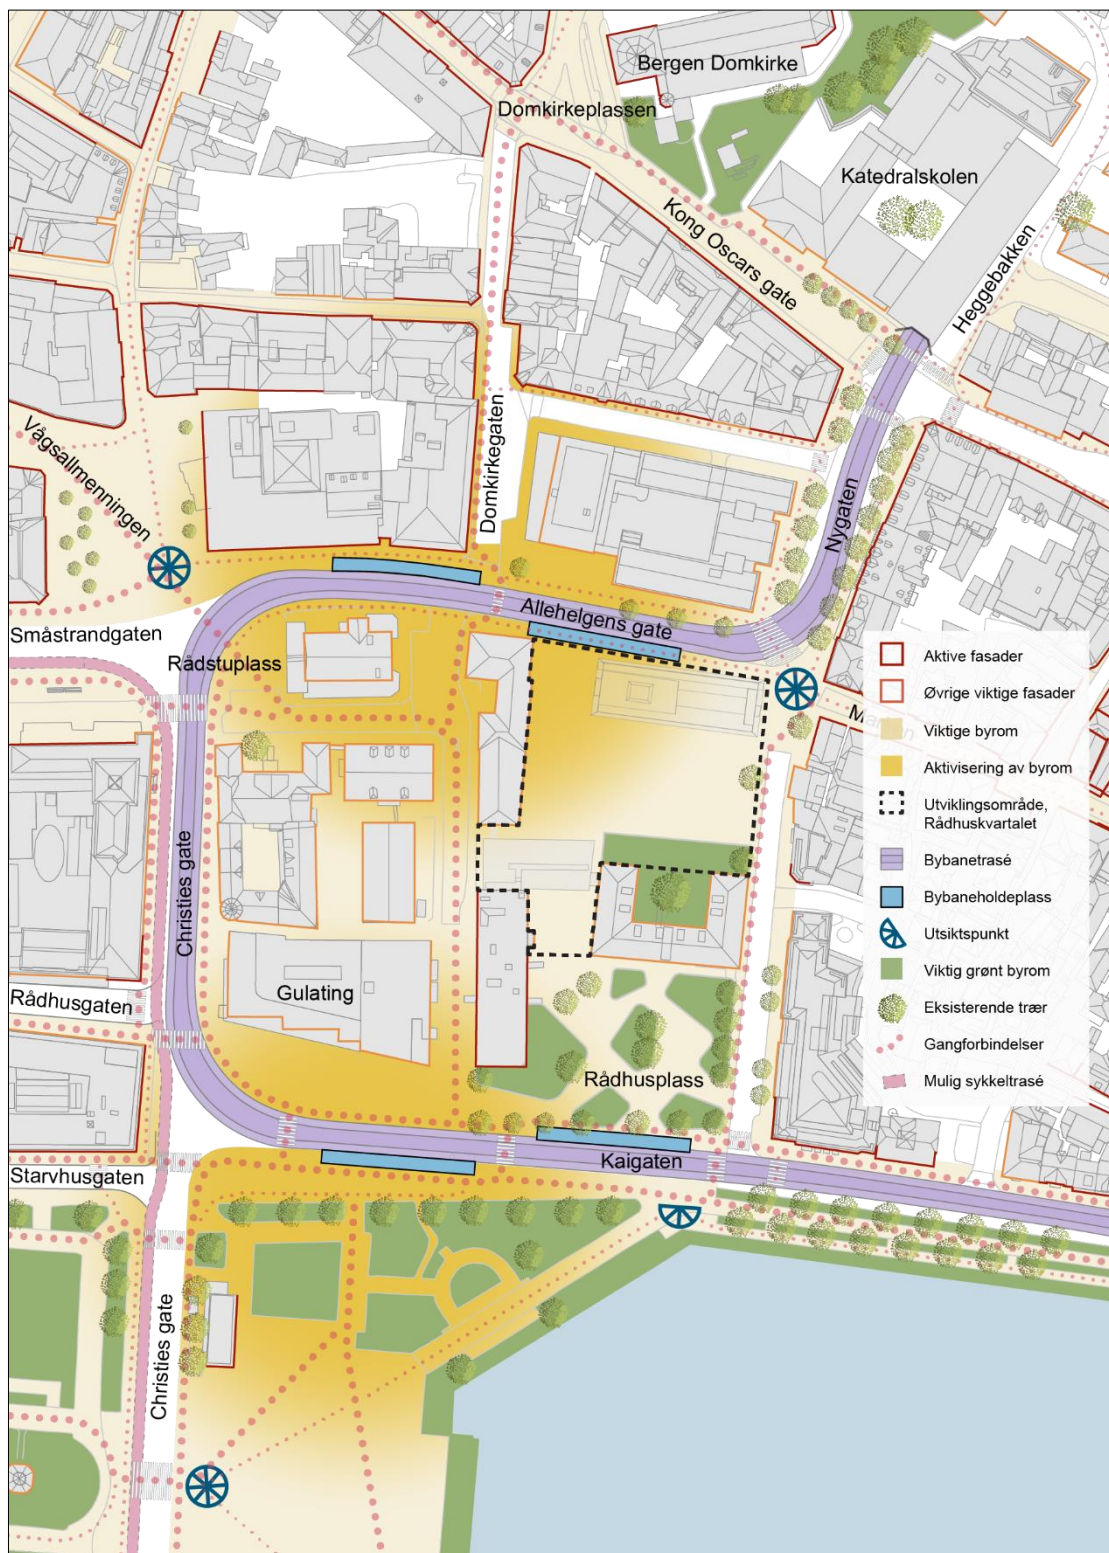 Bergen Domkirke
Domkirkeplassen
Katedralskolen
Kong Oscars gate
Heggebakken
Vågsallmenningen
Domkirkegaten
Nygaten
Småstrandgaten
Allehelgens gate
Rådstuplass
Christies gate
Rådhusgaten
Gulating
Rådhusplass
Kaigaten
Starvhusgaten
Christies gate
Aktive fasader
Øvrige viktige fasader
Viktige byrom
Aktivisering av byrom
Utviklingsområde,
Rådhuskvartalet
Bybanetrasé
Bybaneholdeplass
Utsiktspunkt
Viktig grønt byrom
Eksisterende trær
Gangforbindelser
Mulig sykkeltrasé